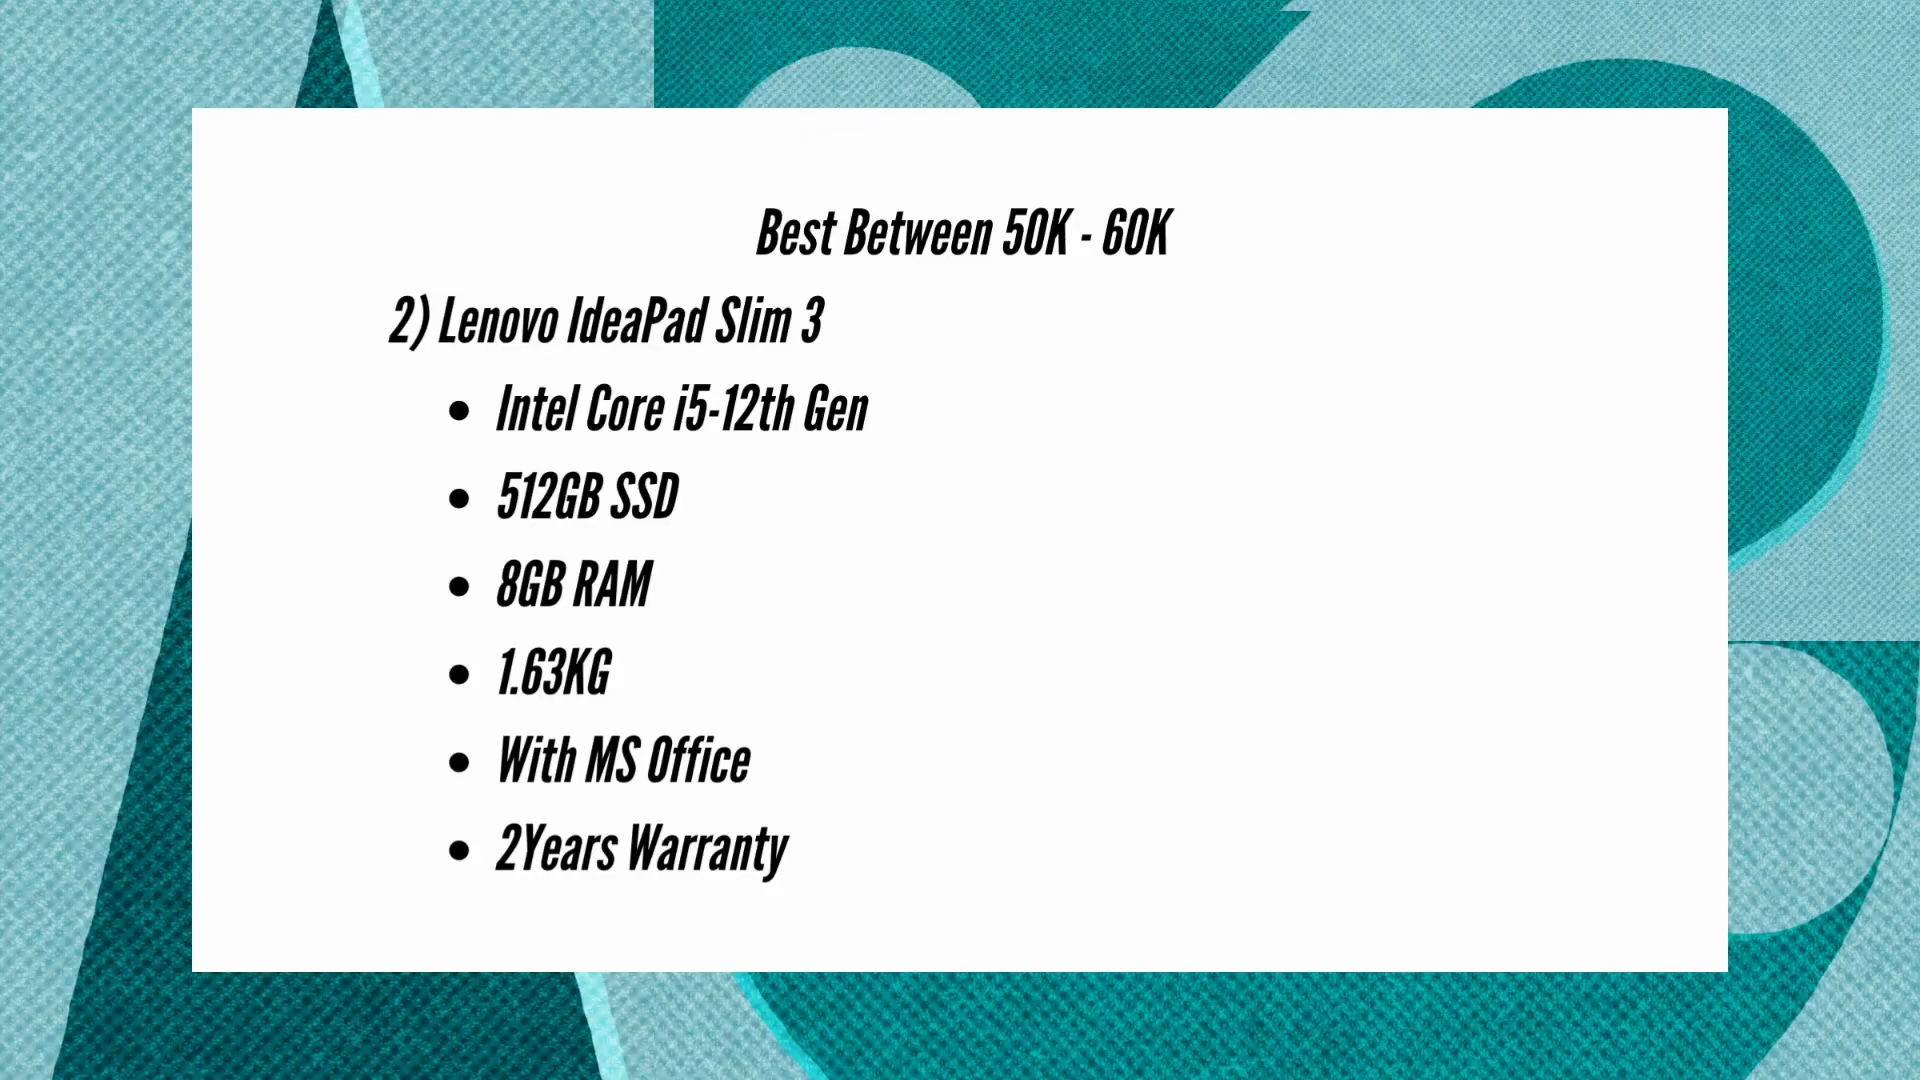 Best Between 50K - 60K
2) Lenovo IdeaPad Slim 3
• Intel Core i5-12th Gen
• 512GB SSD
• 8GB RAM
• 1.63KG
• With MS Office
• 2Years Warranty